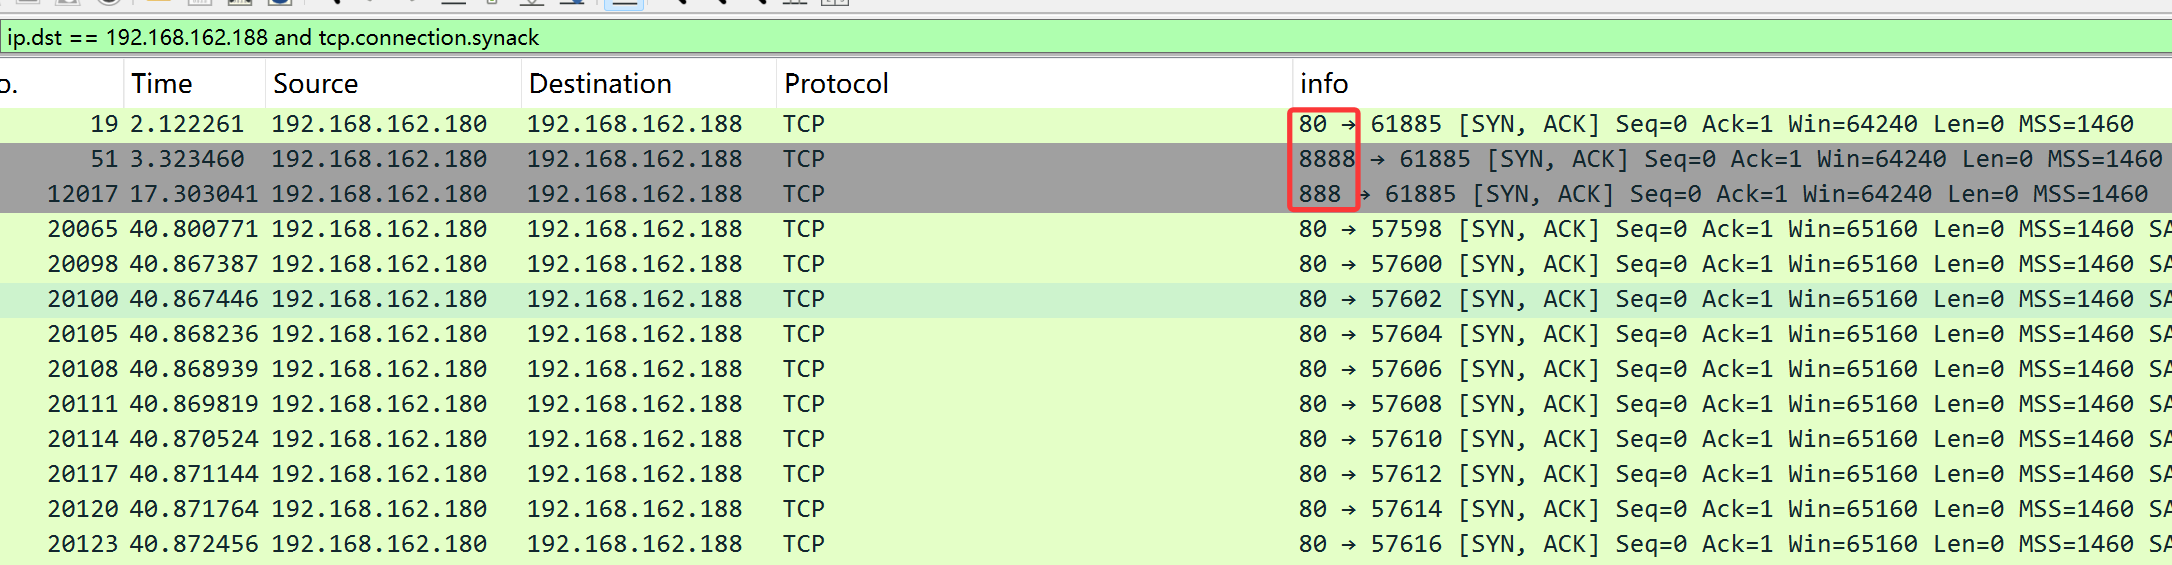 ip.dst == 192.168.162.188 and tcp.connection.synack
o. Time Source Destination Protocol info
19 2.122261 192.168.162.180 192.168.162.188 TCP 80 → 61885 [SYN, ACK] Seq=0 Ack=1 Win=64240 Len=0 MSS=1460
51 3.323460 192.168.162.180 192.168.162.188 TCP 8888 → 61885 [SYN, ACK] Seq=0 Ack=1 Win=64240 Len=0 MSS=1460
12017 17.303041 192.168.162.180 192.168.162.188 TCP 888 → 61885 [SYN, ACK] Seq=0 Ack=1 Win=64240 Len=0 MSS=1460
20065 40.800771 192.168.162.180 192.168.162.188 TCP 80 → 57598 [SYN, ACK] Seq=0 Ack=1 Win=65160 Len=0 MSS=1460 SA
20098 40.867387 192.168.162.180 192.168.162.188 TCP 80 → 57600 [SYN, ACK] Seq=0 Ack=1 Win=65160 Len=0 MSS=1460 SA
20100 40.867446 192.168.162.180 192.168.162.188 TCP 80 → 57602 [SYN, ACK] Seq=0 Ack=1 Win=65160 Len=0 MSS=1460 SA
20105 40.868236 192.168.162.180 192.168.162.188 TCP 80 → 57604 [SYN, ACK] Seq=0 Ack=1 Win=65160 Len=0 MSS=1460 SA
20108 40.868939 192.168.162.180 192.168.162.188 TCP 80 → 57606 [SYN, ACK] Seq=0 Ack=1 Win=65160 Len=0 MSS=1460 SA
20111 40.869819 192.168.162.180 192.168.162.188 TCP 80 → 57608 [SYN, ACK] Seq=0 Ack=1 Win=65160 Len=0 MSS=1460 SA
20114 40.870524 192.168.162.180 192.168.162.188 TCP 80 → 57610 [SYN, ACK] Seq=0 Ack=1 Win=65160 Len=0 MSS=1460 SA
20117 40.871144 192.168.162.180 192.168.162.188 TCP 80 → 57612 [SYN, ACK] Seq=0 Ack=1 Win=65160 Len=0 MSS=1460 SA
20120 40.871764 192.168.162.180 192.168.162.188 TCP 80 → 57614 [SYN, ACK] Seq=0 Ack=1 Win=65160 Len=0 MSS=1460 SA
20123 40.872456 192.168.162.180 192.168.162.188 TCP 80 → 57616 [SYN, ACK] Seq=0 Ack=1 Win=65160 Len=0 MSS=1460 SA